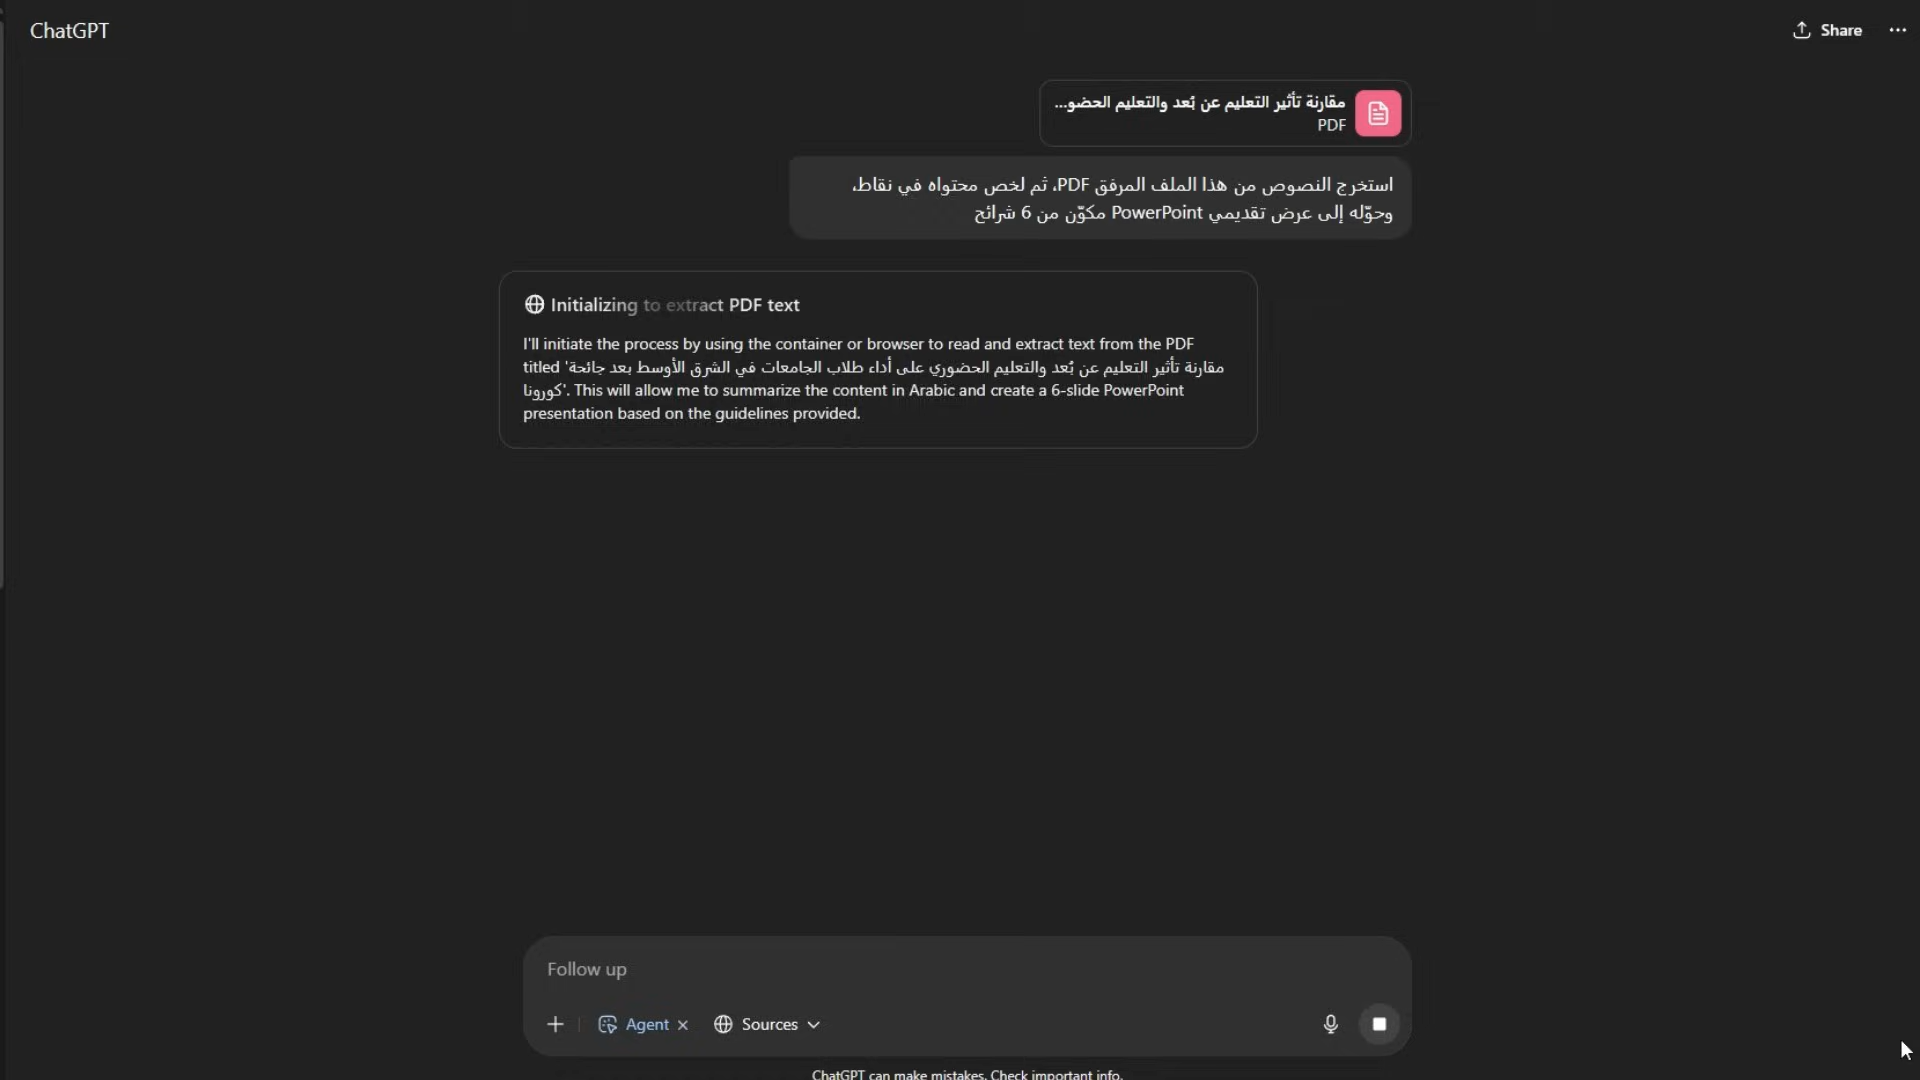 ChatGPT
Share
مقارنة تأثير التعليم عن بُعد والتعليم الحضو...
PDF
استخرج النصوص من هذا الملف المرفق PDF، ثم لخص محتواه في نقاط،
وحوّله إلى عرض تقديمي PowerPoint مكوّن من 6 شرائح
Initializing to extract PDF text
I'll initiate the process by using the container or browser to read and extract text from the PDF
titled 'مقارنة تأثير التعليم عن بُعد والتعليم الحضوري على أداء طلاب الجامعات في الشرق الأوسط بعد جائحة
كورونا'. This will allow me to summarize the content in Arabic and create a 6-slide PowerPoint
presentation based on the guidelines provided.
Follow up
Agent
Sources
ChatGPT can make mistakes. Check important info.